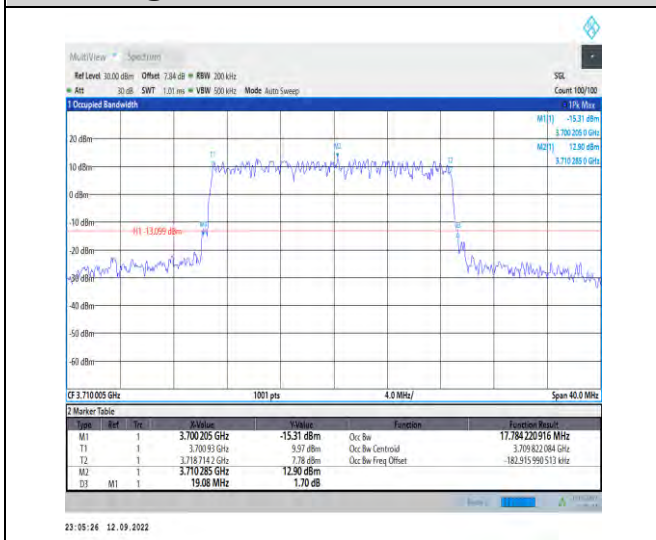 MultiView Spectrum
Ref Level 30.00 dBm Offset 7.84 dB RBW 200 kHz SGL
Att 30 dB SWT 1.01 ms VBW 500 kHz Mode Auto Sweep Count 100/100
1 Occupied Bandwidth 1Pk Max
M1[1] -15.31 dBm
3.700 205 0 GHz
M2[1] 12.90 dBm
3.710 285 0 GHz
20 dBm
10 dBm
0 dBm
-10 dBm
H1 -13.099 dBm
-20 dBm
-30 dBm
-40 dBm
-50 dBm
-60 dBm
T1
M2
T2
M1
D3
CF 3.710 005 GHz 1001 pts 4.0 MHz/ Span 40.0 MHz
2 Marker Table
Type Ref Trc X-Value Y-Value Function Function Result
M1 1 3.700 205 GHz -15.31 dBm Occ Bw 17.784 220 916 MHz
T1 1 3.700 93 GHz 9.97 dBm Occ Bw Centroid 3.709 822 084 GHz
T2 1 3.718 714 2 GHz 7.78 dBm Occ Bw Freq Offset -182.915 990 513 kHz
M2 1 3.710 285 GHz 12.90 dBm
D3 M1 1 19.08 MHz 1.70 dB
23:05:26 12.09.2022